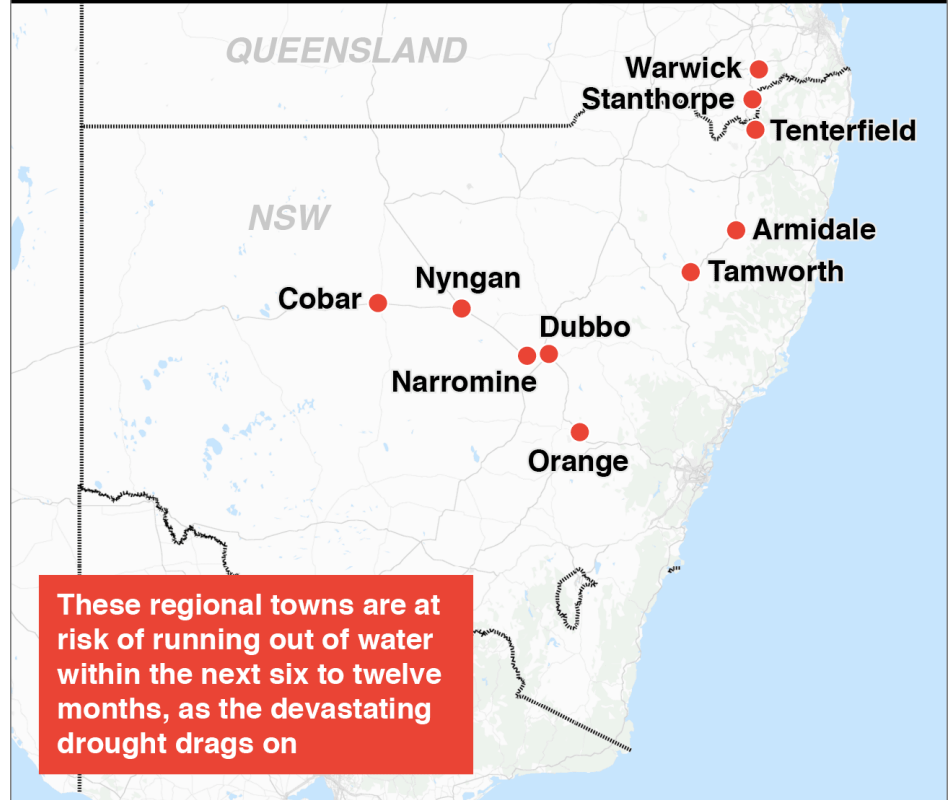 QUEENSLAND
Warwick
Stanthorpe
Tenterfield
NSW
Armidale
Tamworth
Nyngan
Cobar
Dubbo
Narromine
Orange
These regional towns are at
risk of running out of water
within the next six to twelve
months, as the devastating
drought drags on